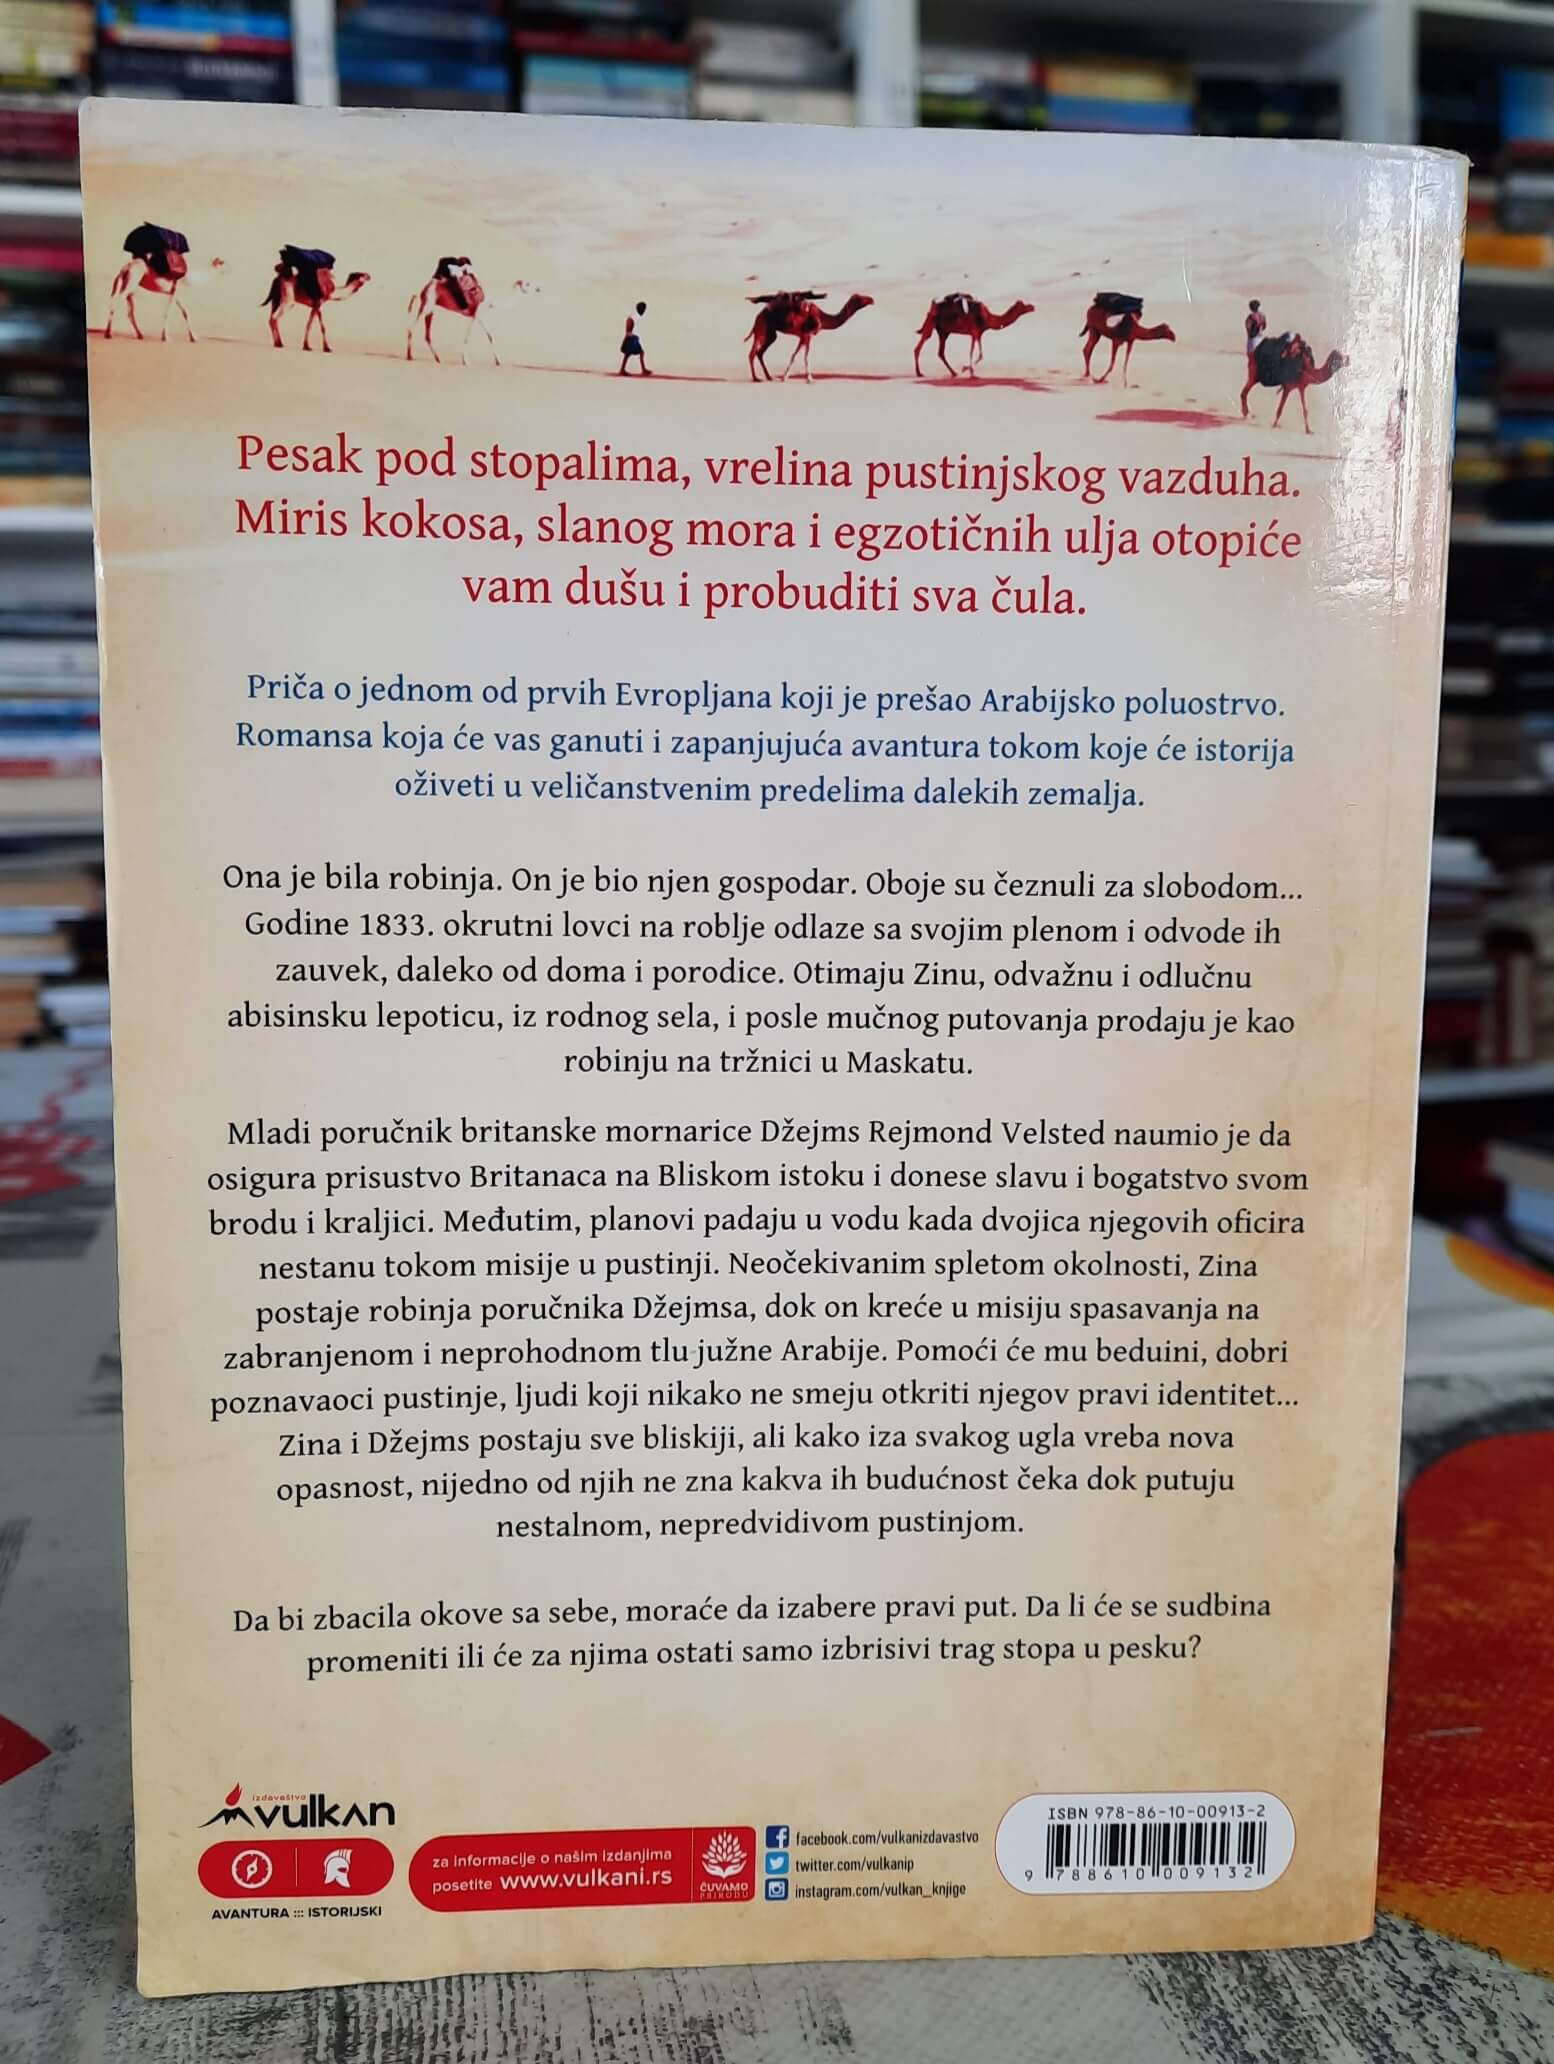 Pesak pod stopalima, vrelina pustinjskog vazduha.
Miris kokosa, slanog mora i egzotičnih ulja otopiće
vam dušu i probuditi sva čula.
Priča o jednom od prvih Evropljana koji je prešao Arabijsko poluostrvo.
Romansa koja će vas ganuti i zapanjujuća avantura tokom koje će istorija
oživeti u veličanstvenim predelima dalekih zemalja.
Ona je bila robinja. On je bio njen gospodar. Oboje su čeznuli za slobodom...
Godine 1833. okrutni lovci na roblje odlaze sa svojim plenom i odvode ih
zauvek, daleko od doma i porodice. Otimaju Zinu, odvažnu i odlučnu
abisinsku lepoticu, iz rodnog sela, i posle mučnog putovanja prodaju je kao
robinju na tržnici u Maskatu.
Mladi poručnik britanske mornarice Džejms Rejmond Velsted naumio je da
osigura prisustvo Britanaca na Bliskom istoku i donese slavu i bogatstvo svom
brodu i kraljici. Međutim, planovi padaju u vodu kada dvojica njegovih oficira
nestanu tokom misije u pustinji. Neočekivanim spletom okolnosti, Zina
postaje robinja poručnika Džejmsa, dok on kreće u misiju spasavanja na
zabranjenom i neprohodnom tlu južne Arabije. Pomoći će mu beduini, dobri
poznavaoci pustinje, ljudi koji nikako ne smeju otkriti njegov pravi identitet...
Zina i Džejms postaju sve bliskiji, ali kako iza svakog ugla vreba nova
opasnost, nijedno od njih ne zna kakva ih budućnost čeka dok putuju
nestalnom, nepredvidivom pustinjom.
Da bi zbacila okove sa sebe, moraće da izabere pravi put. Da li će se sudbina
promeniti ili će za njima ostati samo izbrisivi trag stopa u pesku?
izdavaštvo
vulkan
AVANTURA ::: ISTORIJSKI
za informacije o našim izdanjima
posetite www.vulkani.rs
ČUVAMO
PRIRODU
facebook.com/vulkanizdavastvo
twitter.com/vulkanip
instagram.com/vulkan_knjige
ISBN 978-86-10-00913-2
9 788610 009132